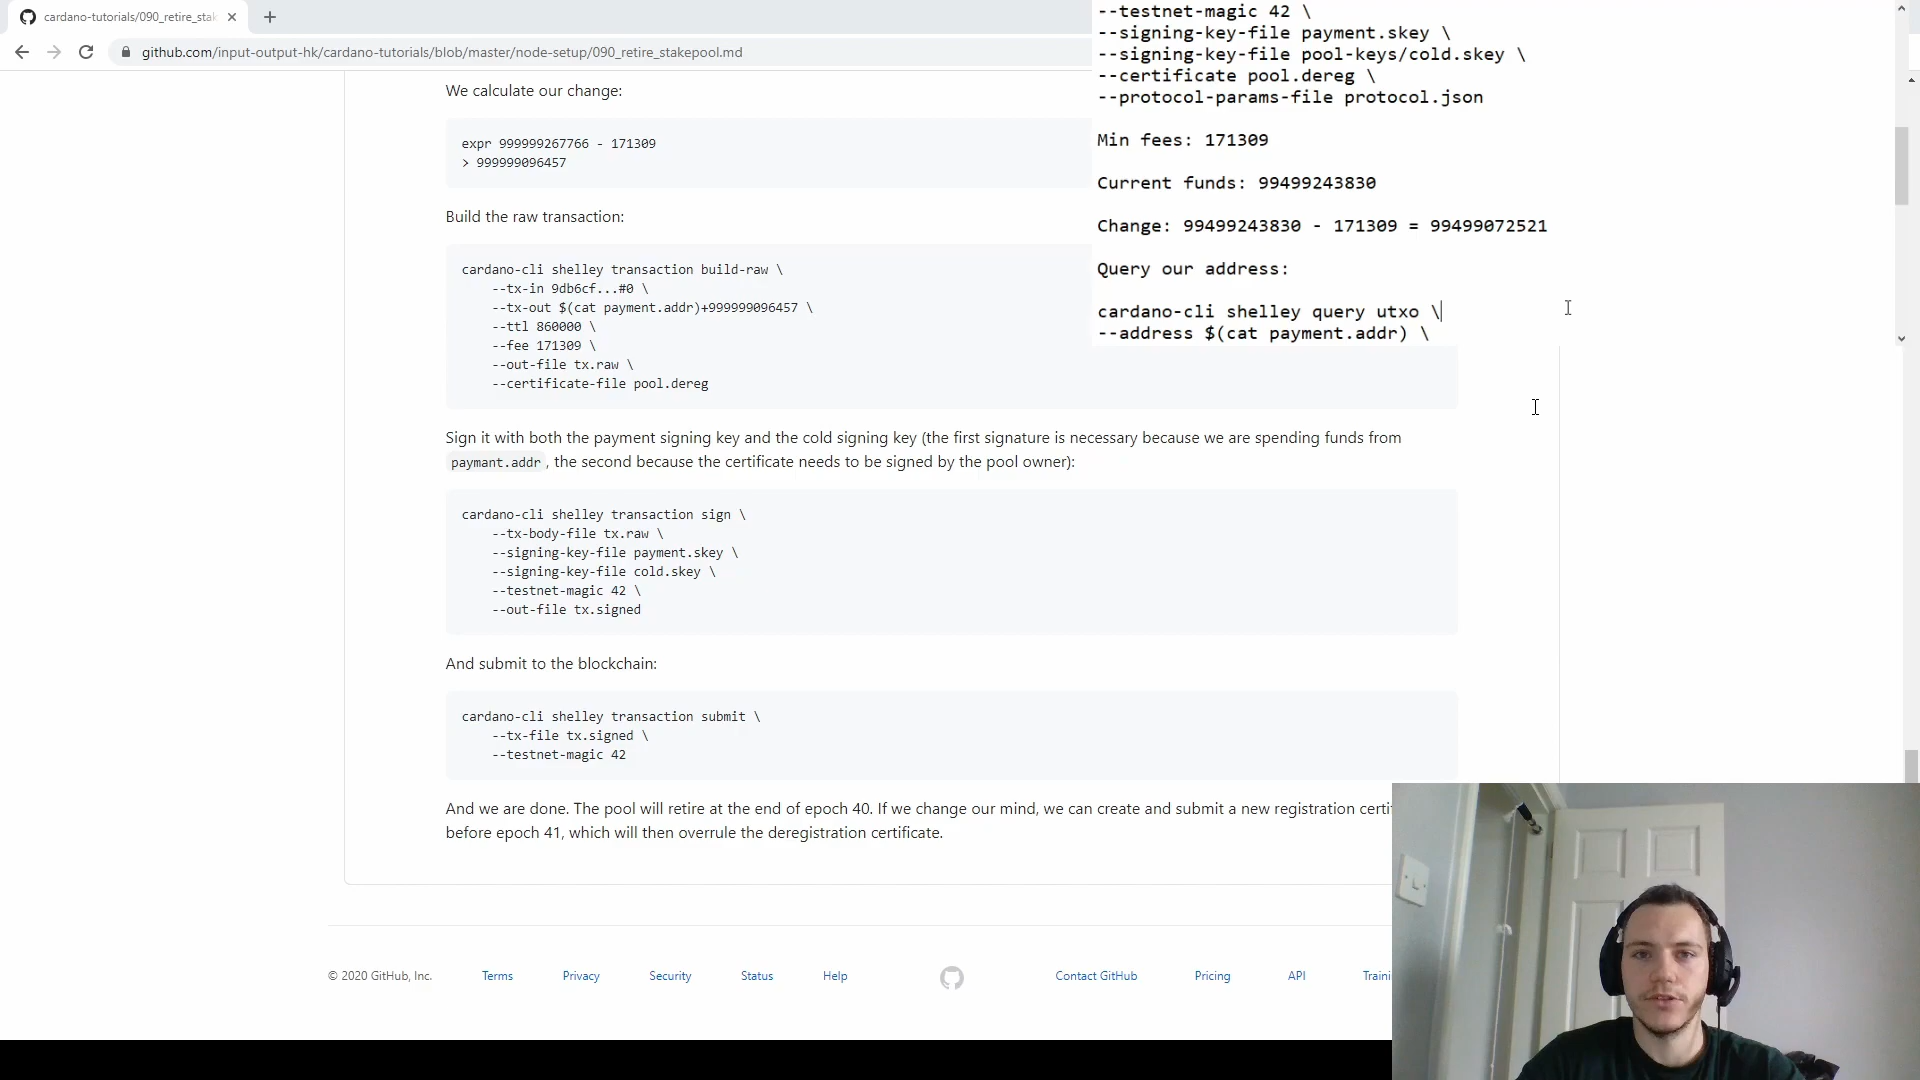 cardano-tutorials/090_retire_stak
github.com/input-output-hk/cardano-tutorials/blob/master/node-setup/090_retire_stakepool.md
We calculate our change:
expr 999999267766 - 171309
> 999999096457
Build the raw transaction:
cardano-cli shelley transaction build-raw \
--tx-in 9db6cf...#0 \
--tx-out $(cat payment.addr)+999999096457 \
--ttl 860000 \
--fee 171309 \
--out-file tx.raw \
--certificate-file pool.dereg
Sign it with both the payment signing key and the cold signing key (the first signature is necessary because we are spending funds from
paymant.addr , the second because the certificate needs to be signed by the pool owner):
cardano-cli shelley transaction sign \
--tx-body-file tx.raw \
--signing-key-file payment.skey \
--signing-key-file cold.skey \
--testnet-magic 42 \
--out-file tx.signed
And submit to the blockchain:
cardano-cli shelley transaction submit \
--tx-file tx.signed \
--testnet-magic 42
And we are done. The pool will retire at the end of epoch 40. If we change our mind, we can create and submit a new registration certi
before epoch 41, which will then overrule the deregistration certificate.
© 2020 GitHub, Inc. Terms Privacy Security Status Help Contact GitHub Pricing API Traini
--testnet-magic 42 \
--signing-key-file payment.skey \
--signing-key-file pool-keys/cold.skey \
--certificate pool.dereg \
--protocol-params-file protocol.json
Min fees: 171309
Current funds: 99499243830
Change: 99499243830 - 171309 = 99499072521
Query our address:
cardano-cli shelley query utxo \
--address $(cat payment.addr) \